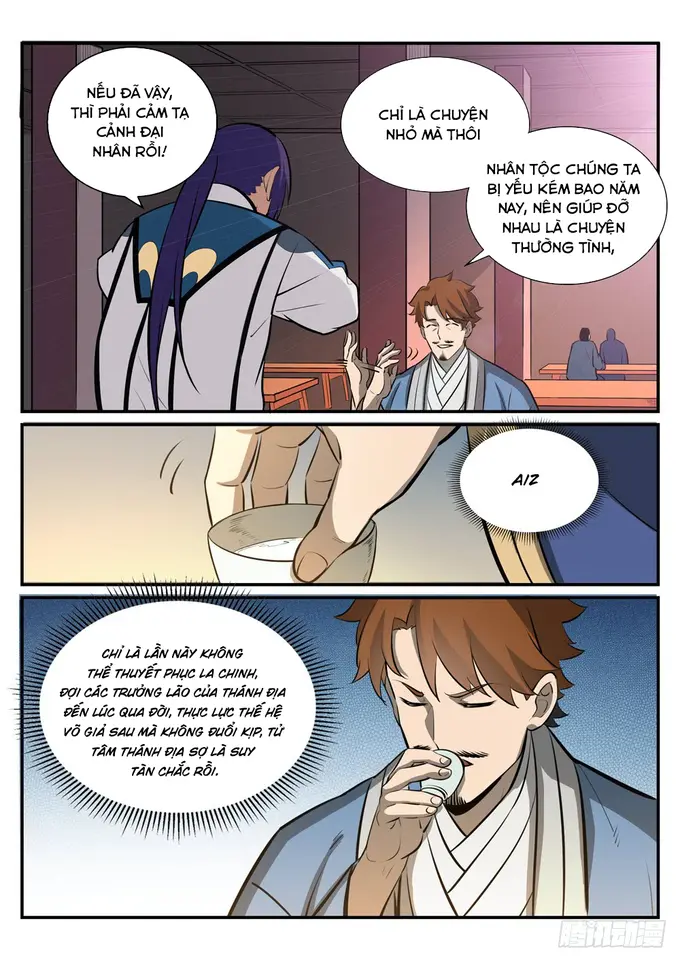 NẾU ĐÃ VẬY,
THÌ PHẢI CẢM TẠ
CẢNH ĐẠI
NHÂN RỒI!
CHỈ LÀ CHUYỆN
NHỎ MÀ THÔI
NHÂN TỘC CHÚNG TA
BỊ YẾU KÉM BAO NĂM
NAY, NÊN GIÚP ĐỠ
NHAU LÀ CHUYỆN
THƯỜNG TÌNH,
AIZ
CHỈ LÀ LẦN NÀY KHÔNG
THỂ THUYẾT PHỤC LA CHINH,
ĐỢI CÁC TRƯỞNG LÃO CỦA THÁNH ĐỊA
ĐẾN LÚC QUA ĐỜI, THỰC LỰC THẾ HỆ
VÕ GIẢ SAU MÀ KHÔNG ĐUỔI KỊP, TỬ
TÂM THÁNH ĐỊA SỢ LÀ SUY
TÀN CHẮC RỒI.
腾讯动漫